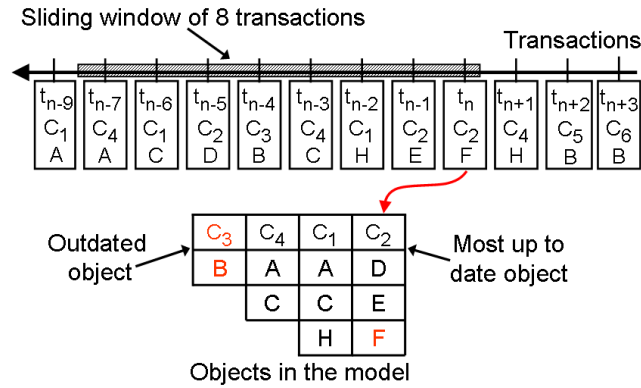 Sliding window of 8 transactions
Transactions
tn-9 tn-7 tn-6 tn-5 tn-4 tn-3 tn-2 tn-1 tn tn+1 tn+2 tn+3
C1 C4 C1 C2 C3 C4 C1 C2 C2 C4 C5 C6
A A C D B C H E F H B B
C3 C4 C1 C2
Outdated
object
Most up to
date object
B A A D
C C E
H F
Objects in the model